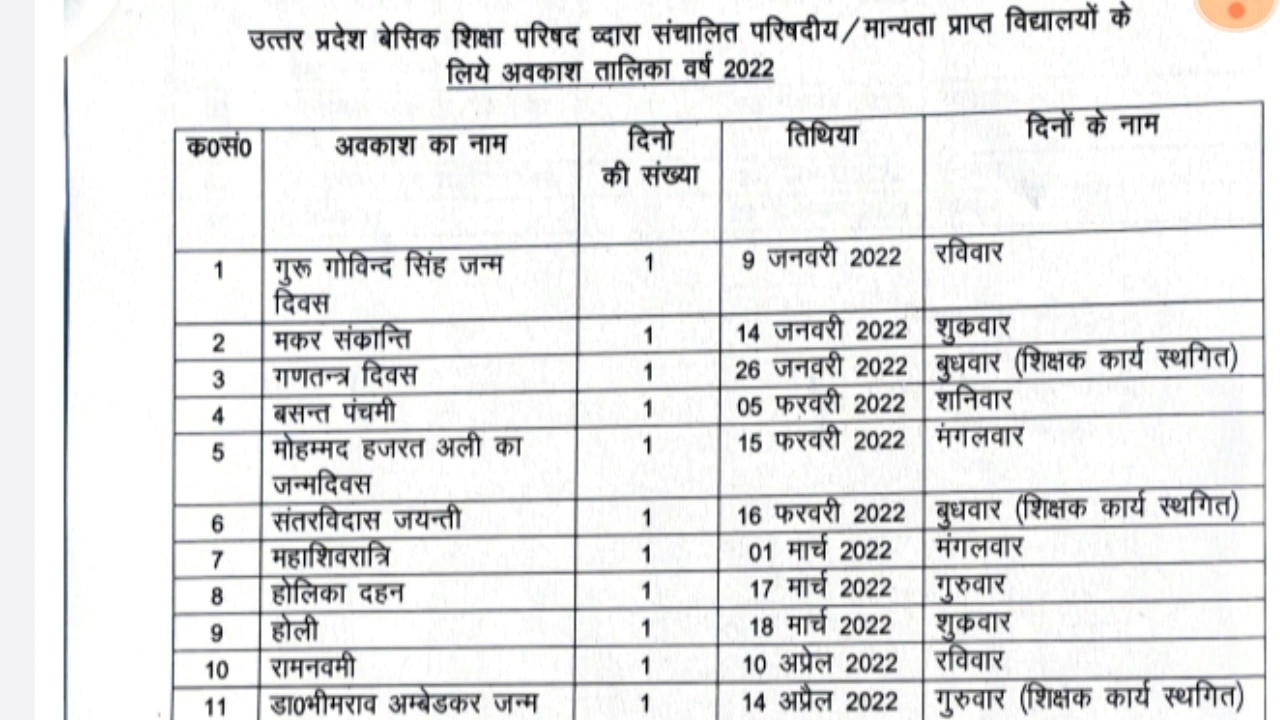 उत्तर प्रदेश बेसिक शिक्षा परिषद व्दारा संचालित परिषदीय/मान्यता प्राप्त विद्यालयों के
लिये अवकाश तालिका वर्ष 2022
क0सं0 अवकाश का नाम दिनो की संख्या तिथिया दिनों के नाम
1 गुरू गोविन्द सिंह जन्म दिवस 1 9 जनवरी 2022 रविवार
2 मकर संकान्ति 1 14 जनवरी 2022 शुकवार
3 गणतन्त्र दिवस 1 26 जनवरी 2022 बुधवार (शिक्षक कार्य स्थगित)
4 बसन्त पंचमी 1 05 फरवरी 2022 शनिवार
5 मोहम्मद हजरत अली का जन्मदिवस 1 15 फरवरी 2022 मंगलवार
6 संतरविदास जयन्ती 1 16 फरवरी 2022 बुधवार (शिक्षक कार्य स्थगित)
7 महाशिवरात्रि 1 01 मार्च 2022 मंगलवार
8 होलिका दहन 1 17 मार्च 2022 गुरुवार
9 होली 1 18 मार्च 2022 शुकवार
10 रामनवमी 1 10 अप्रेल 2022 रविवार
11 डा0भीमराव अम्बेडकर जन्म 1 14 अप्रैल 2022 गुरुवार (शिक्षक कार्य स्थगित)